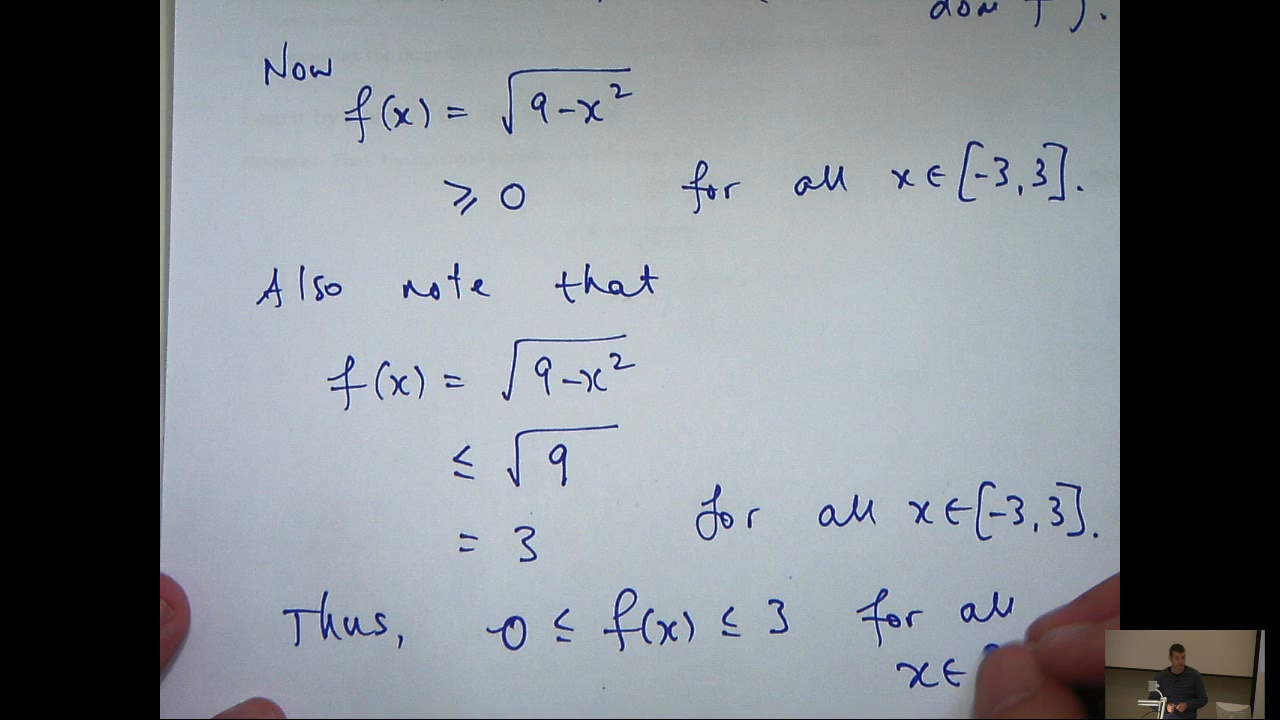 dom f).
Now
f(x) = √(9-x²)
≥ 0 for all x ∈ [-3, 3].
Also note that
f(x) = √(9-x²)
≤ √9
= 3 for all x ∈ [-3, 3].
Thus, 0 ≤ f(x) ≤ 3 for all
x ∈